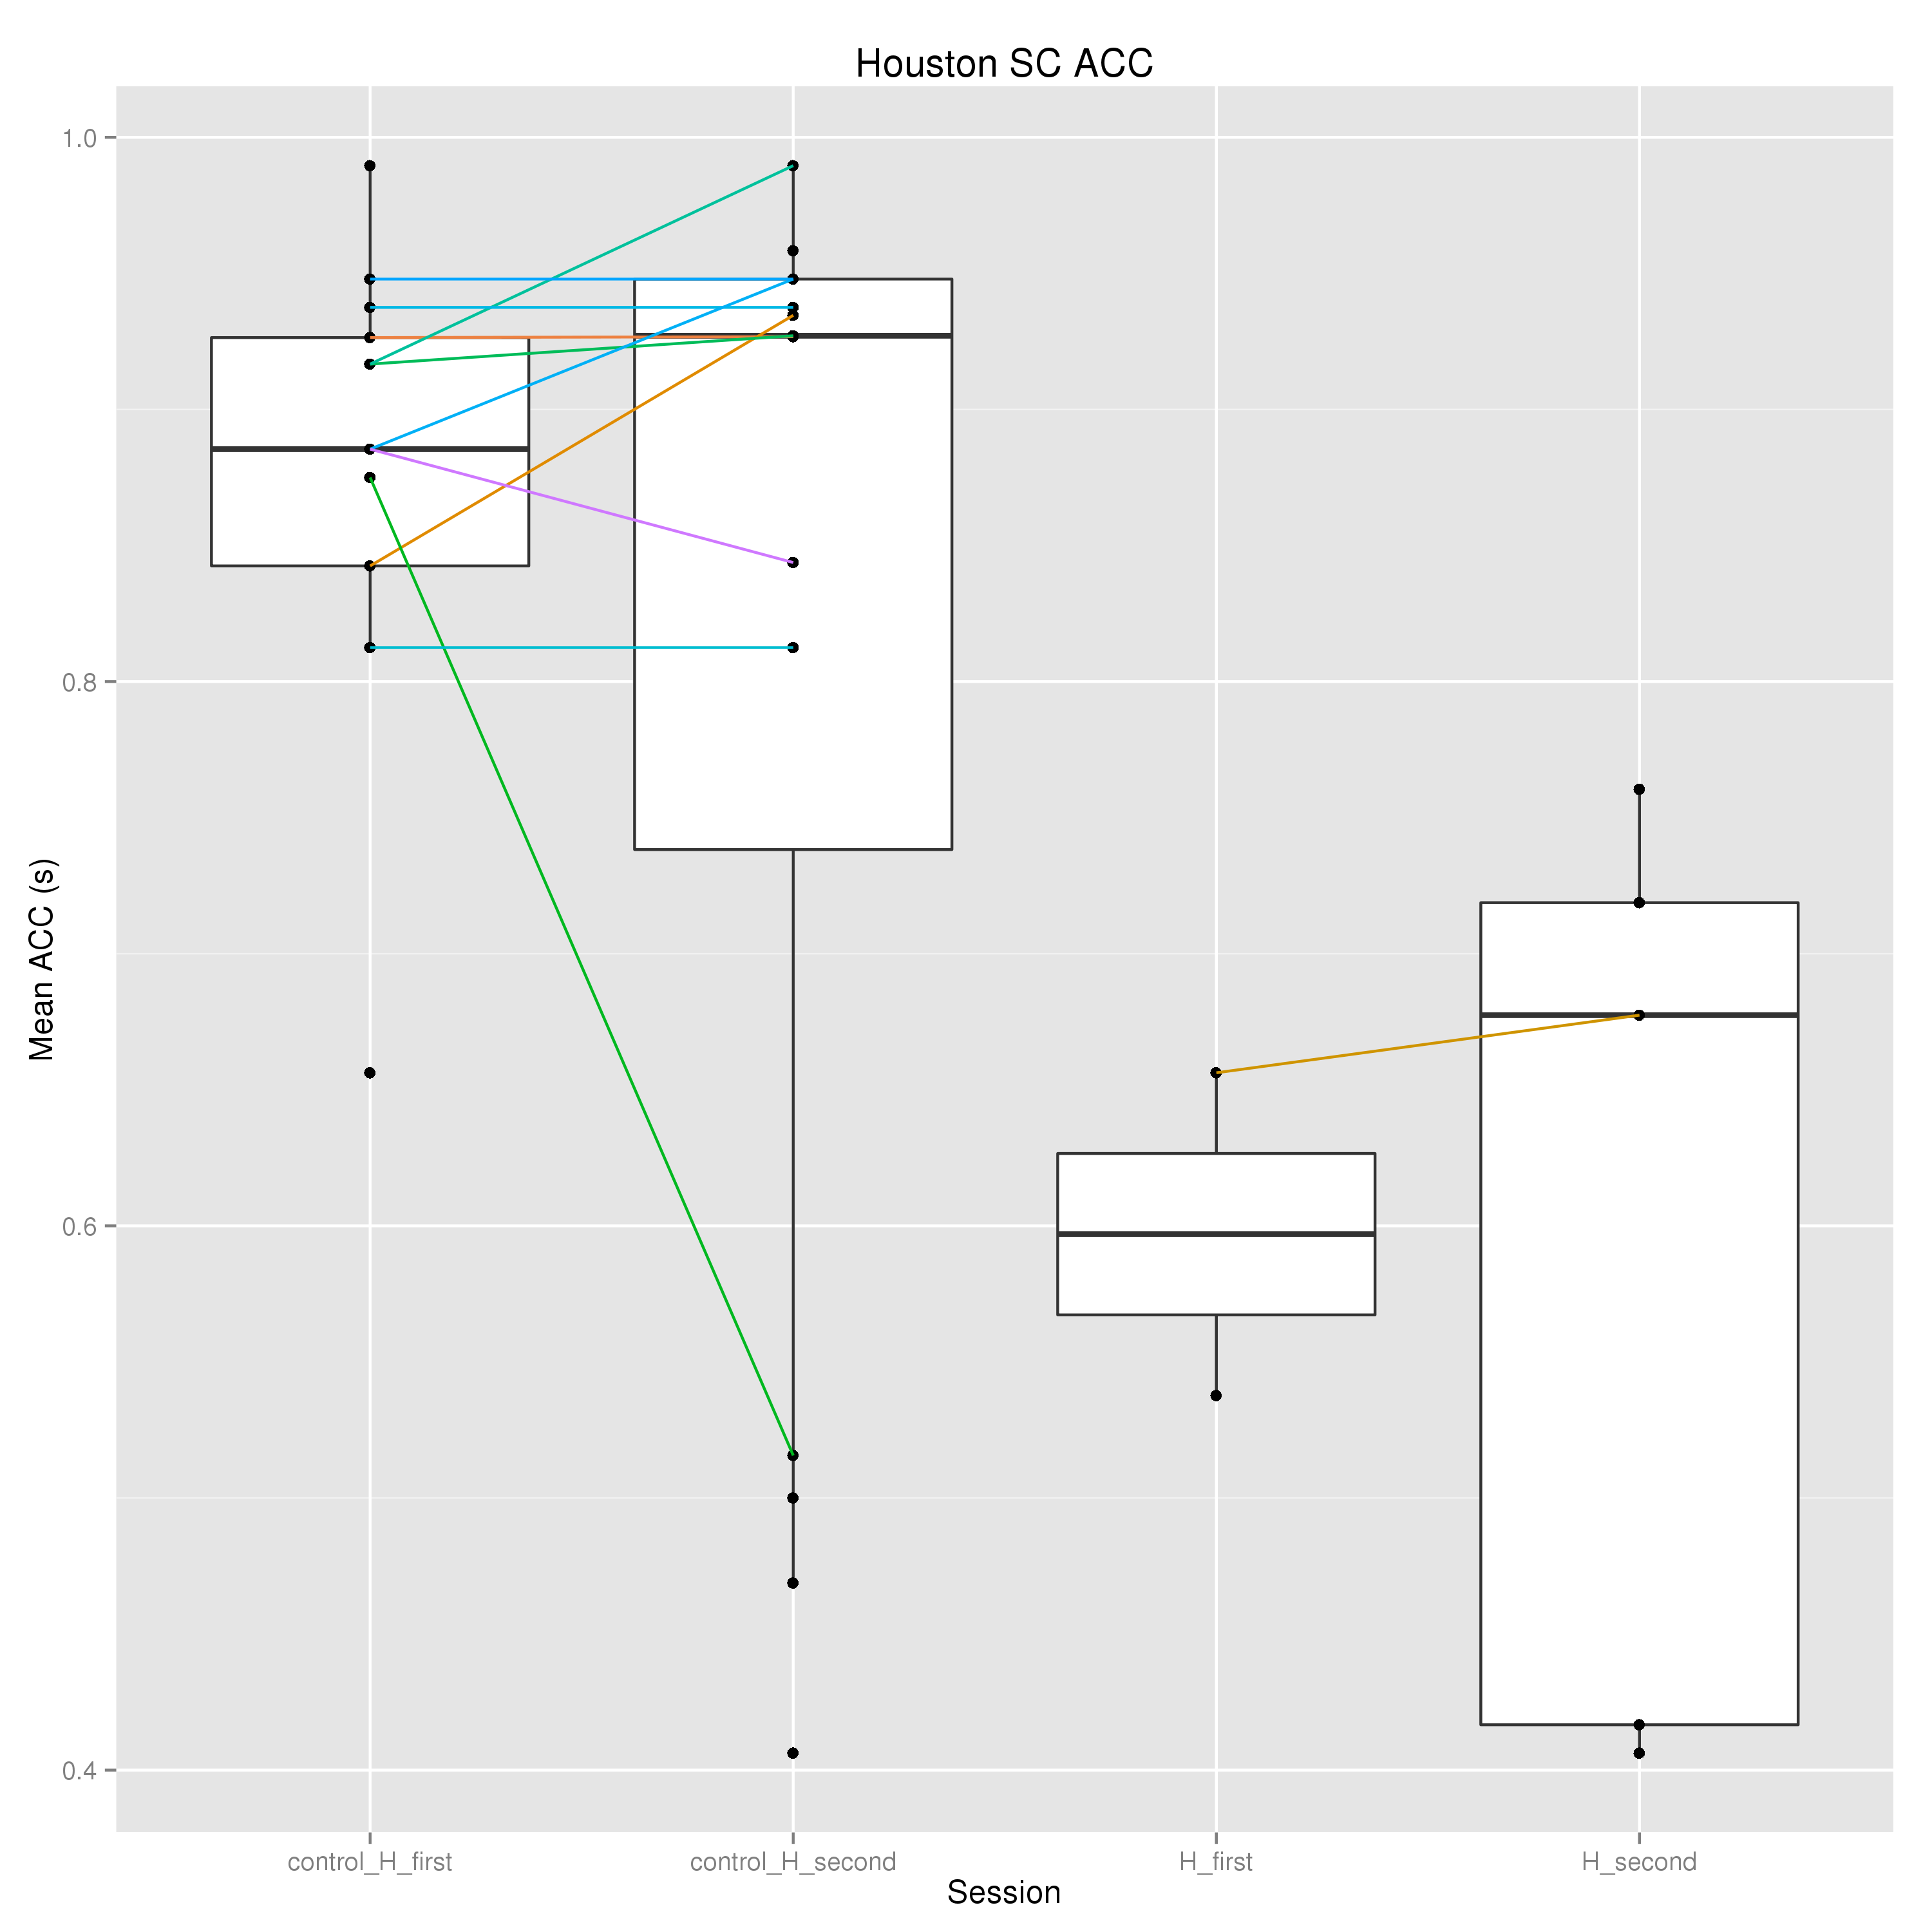 Houston SC ACC
Mean ACC (s)
1.0
0.8
0.6
0.4
control_H_first
control_H_second
H_first
H_second
Session